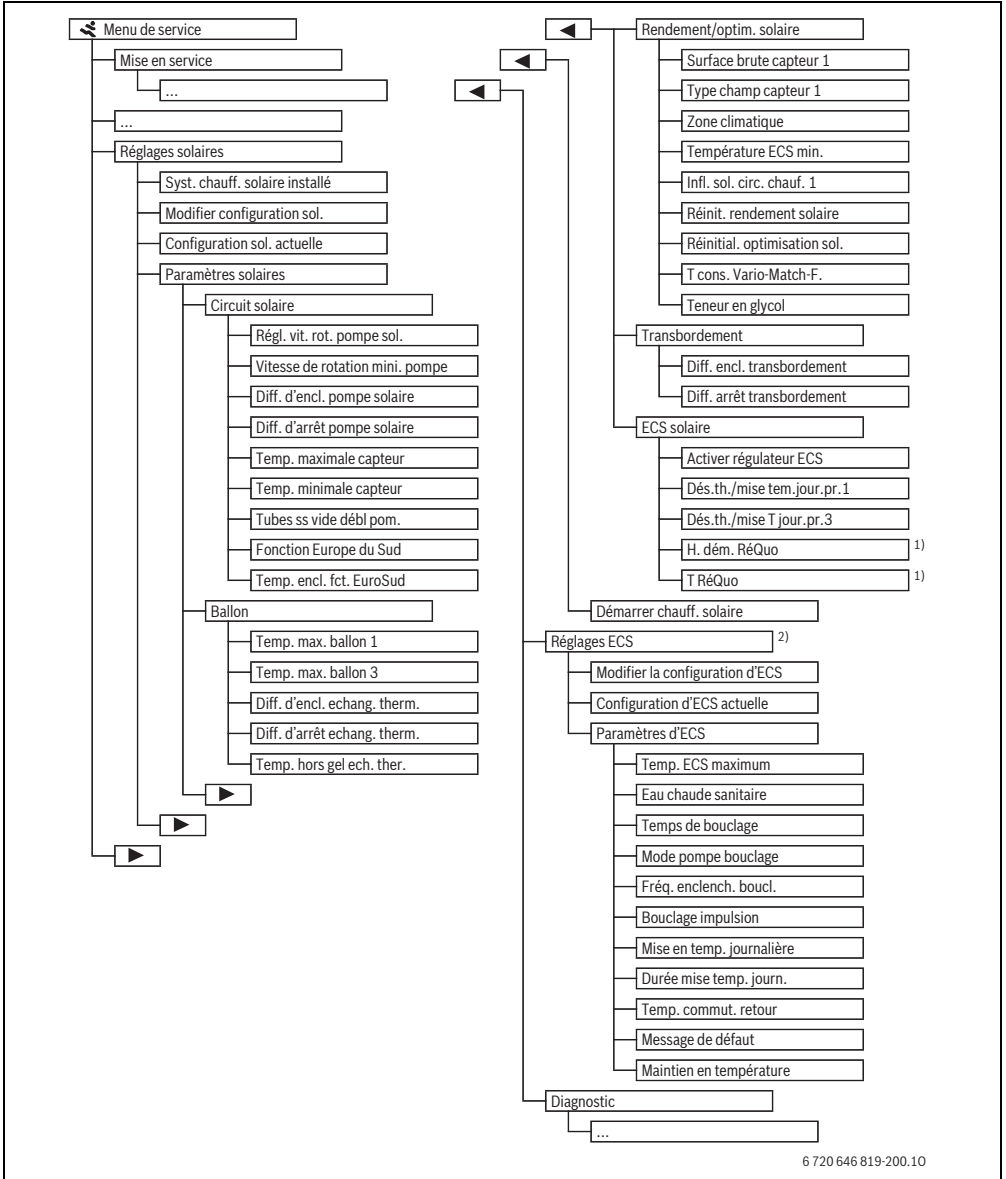 Menu de service
Mise en service
...
...
Réglages solaires
Syst. chauff. solaire installé
Modifier configuration sol.
Configuration sol. actuelle
Paramètres solaires
Circuit solaire
Régl. vit. rot. pompe sol.
Vitesse de rotation mini. pompe
Diff. d'encl. pompe solaire
Diff. d'arrêt pompe solaire
Temp. maximale capteur
Temp. minimale capteur
Tubes ss vide débl pom.
Fonction Europe du Sud
Temp. encl. fct. EuroSud
Ballon
Temp. max. ballon 1
Temp. max. ballon 3
Diff. d'encl. echang. therm.
Diff. d'arrêt echang. therm.
Temp. hors gel ech. ther.
Rendement/optim. solaire
Surface brute capteur 1
Type champ capteur 1
Zone climatique
Température ECS min.
Infl. sol. circ. chauf. 1
Réinit. rendement solaire
Réinitial. optimisation sol.
T cons. Vario-Match-F.
Teneur en glycol
Transbordement
Diff. encl. transbordement
Diff. arrêt transbordement
ECS solaire
Activer régulateur ECS
Dés.th./mise tem.jour.pr.1
Dés.th./mise T jour.pr.3
H. dém. RéQuo 1)
T RéQuo 1)
Démarrer chauff. solaire
Réglages ECS 2)
Modifier la configuration d'ECS
Configuration d'ECS actuelle
Paramètres d'ECS
Temp. ECS maximum
Eau chaude sanitaire
Temps de bouclage
Mode pompe bouclage
Fréq. enclench. boucl.
Bouclage impulsion
Mise en temp. journalière
Durée mise temp. journ.
Temp. commut. retour
Message de défaut
Maintien en température
Diagnostic
...
6 720 646 819-200.1O